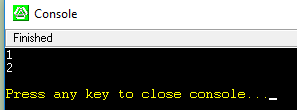 Console
Finished
1
2
Press any key to close console..._